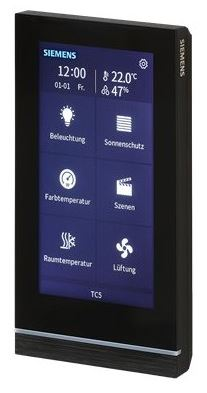 SIEMENS
12:00
22.0°C
01-01 Fr.
47%
Beleuchtung
Sonnenschutz
Farbtemperatur
Szenen
Raumtemperatur
Lüftung
TC5
SIEMENS